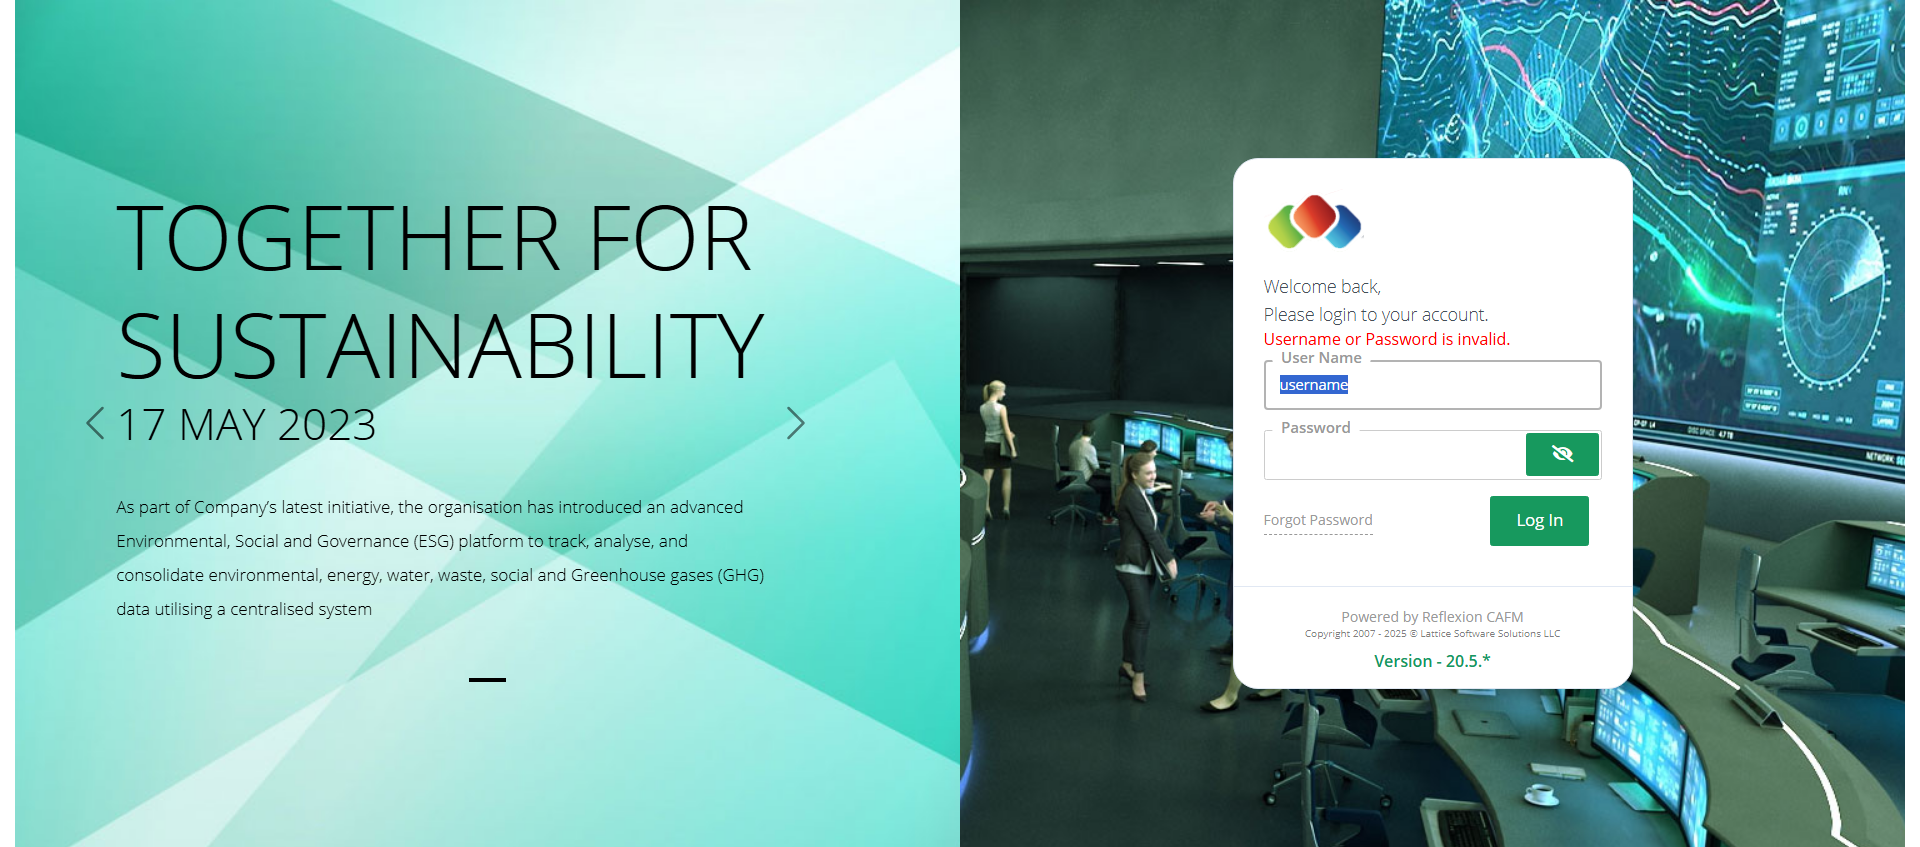 TOGETHER FOR
SUSTAINABILITY
17 MAY 2023
As part of Company’s latest initiative, the organisation has introduced an advanced
Environmental, Social and Governance (ESG) platform to track, analyse, and
consolidate environmental, energy, water, waste, social and Greenhouse gases (GHG)
data utilising a centralised system
Welcome back,
Please login to your account.
Username or Password is invalid.
User Name
username
Password
Forgot Password
Log In
Powered by Reflexion CAFM
Copyright 2007 - 2025 © Lattice Software Solutions LLC
Version - 20.5.*